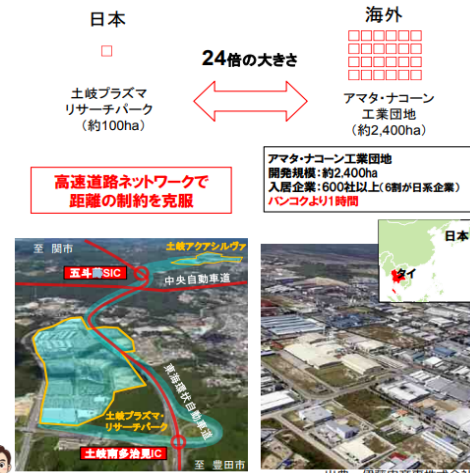 日本
海外
24倍の大きさ
土岐プラズマ
リサーチパーク
(約100ha)
アマタ・ナコーン
工業団地
(約2,400ha)
高速道路ネットワークで
距離の制約を克服
アマタ・ナコーン工業団地
開発規模:約2,400ha
入居企業:600社以上(6割が日系企業)
バンコクより1時間
日本
タイ
至 関市
土岐アクアシルヴァ
SIC
中央自動車道
東海環状自動車道
土岐プラズマ・
リサーチパーク
土岐南多治見IC
至 豊田市